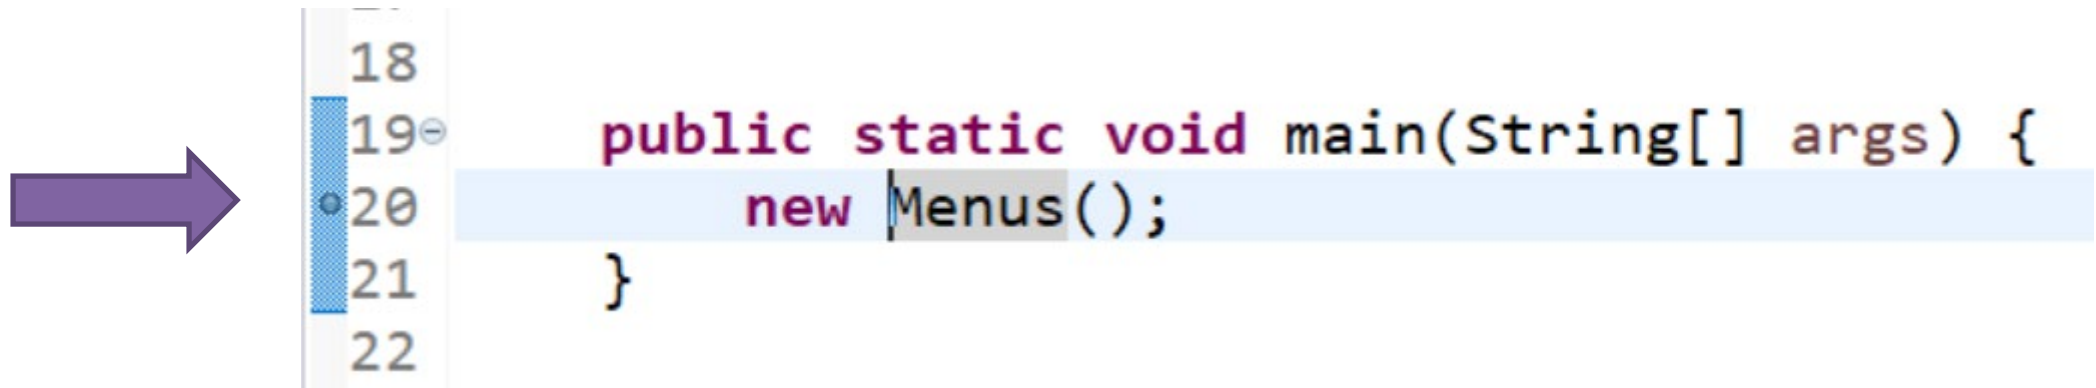 18
19 public static void main(String[] args) {
20 new Menus();
21 }
22